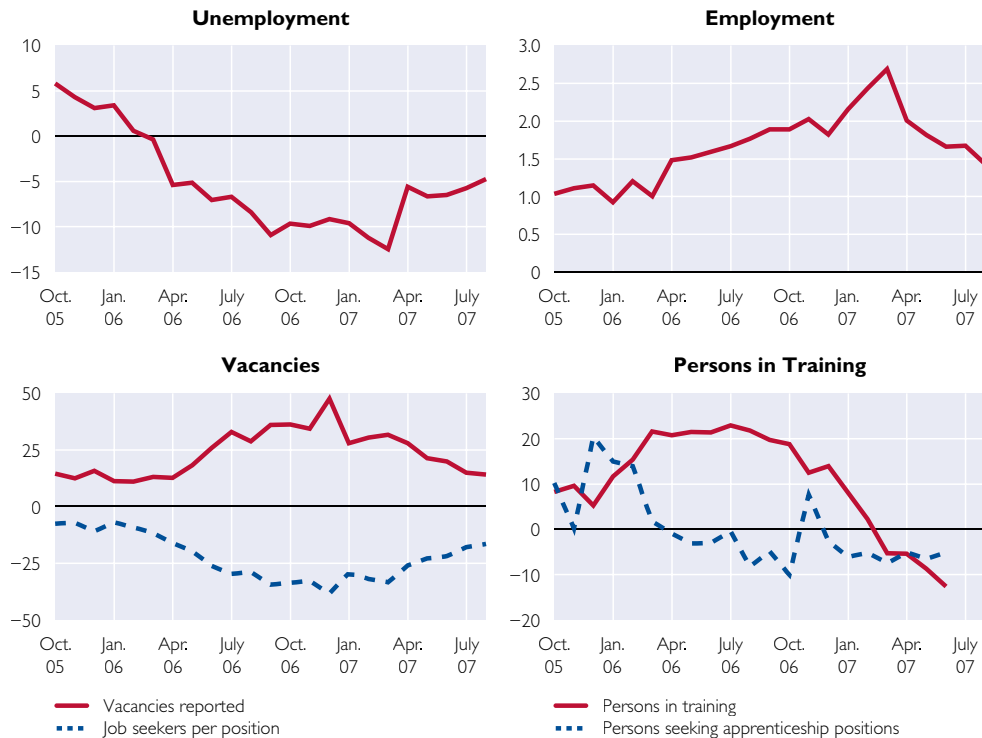 Unemployment
10
5
0
−5
−10
−15
Oct. Jan. Apr. July Oct. Jan. Apr. July
05 06 06 06 06 07 07 07
Employment
3.0
2.5
2.0
1.5
1.0
0.5
0
Oct. Jan. Apr. July Oct. Jan. Apr. July
05 06 06 06 06 07 07 07
Vacancies
50
25
0
−25
−50
Oct. Jan. Apr. July Oct. Jan. Apr. July
05 06 06 06 06 07 07 07
Vacancies reported
Job seekers per position
Persons in Training
30
20
10
0
−10
−20
Oct. Jan. Apr. July Oct. Jan. Apr. July
05 06 06 06 06 07 07 07
Persons in training
Persons seeking apprenticeship positions